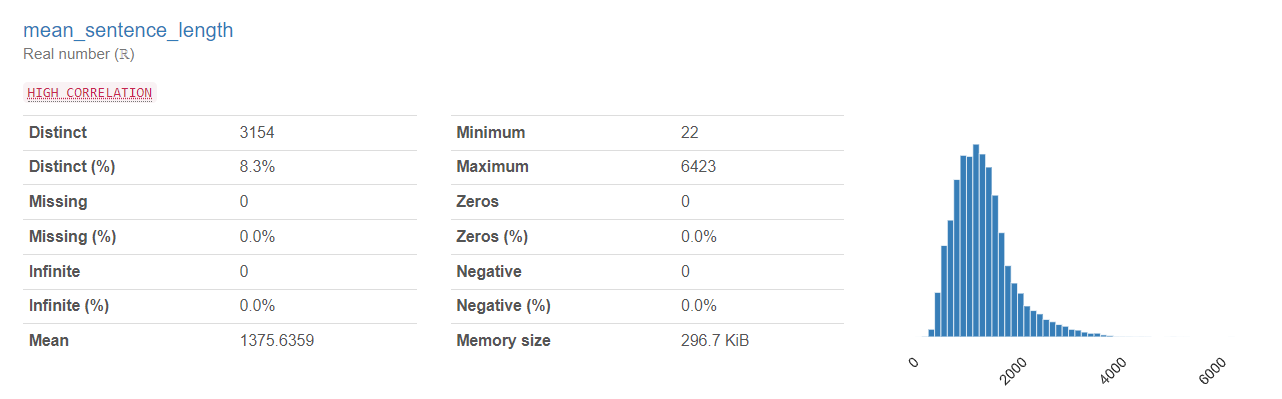 mean_sentence_length
Real number (ℝ)
HIGH CORRELATION
Distinct 3154
Distinct (%) 8.3%
Missing 0
Missing (%) 0.0%
Infinite 0
Infinite (%) 0.0%
Mean 1375.6359
Minimum 22
Maximum 6423
Zeros 0
Zeros (%) 0.0%
Negative 0
Negative (%) 0.0%
Memory size 296.7 KiB
0 2000 4000 6000